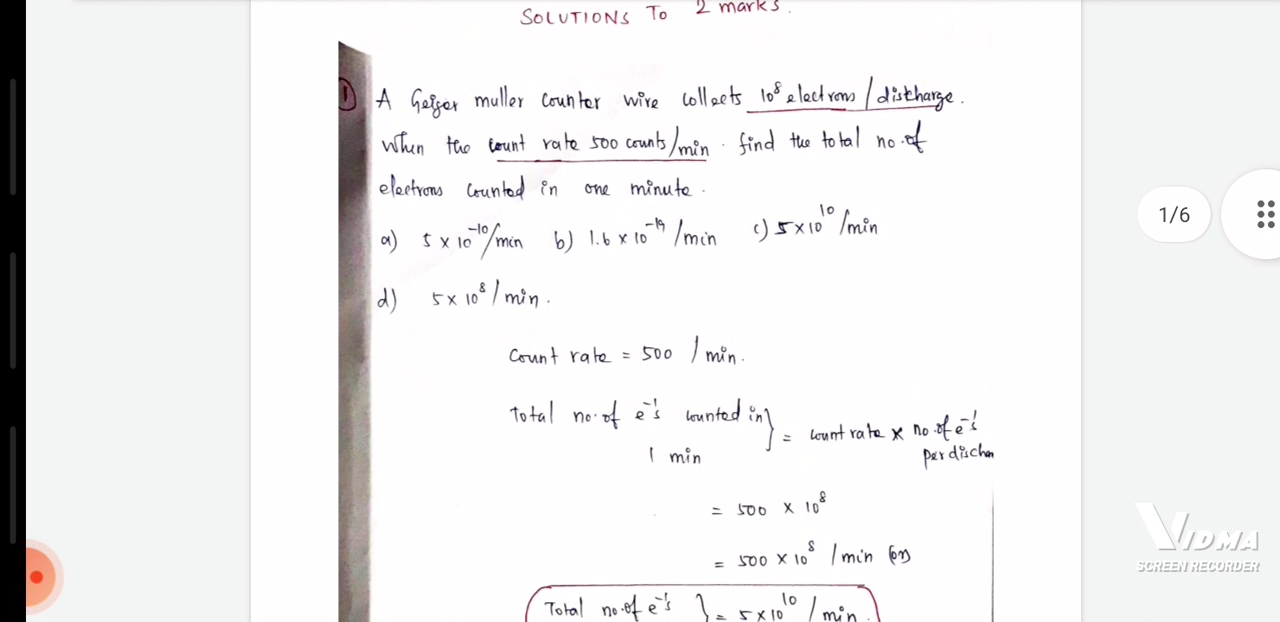 SOLUTIONS TO 2 marks.
1 A Geiger muller counter wire collects 10⁸ electrons / discharge.
When the count rate 500 counts/min. find the total no.of
electrons counted in one minute.
a) 5 x 10⁻¹⁰/min b) 1.6 x 10⁻¹⁹ /min c) 5 x 10¹⁰ /min
d) 5 x 10⁸ / min.
Count rate = 500 / min.
Total no.of e⁻'s counted in } = count rate x no.of e⁻'s
1 min per dischar
= 500 x 10⁸
= 500 x 10⁸ / min (or)
Total no.of e⁻'s } = 5 x 10¹⁰ / min.
1/6
VIDMA
SCREEN RECORDER